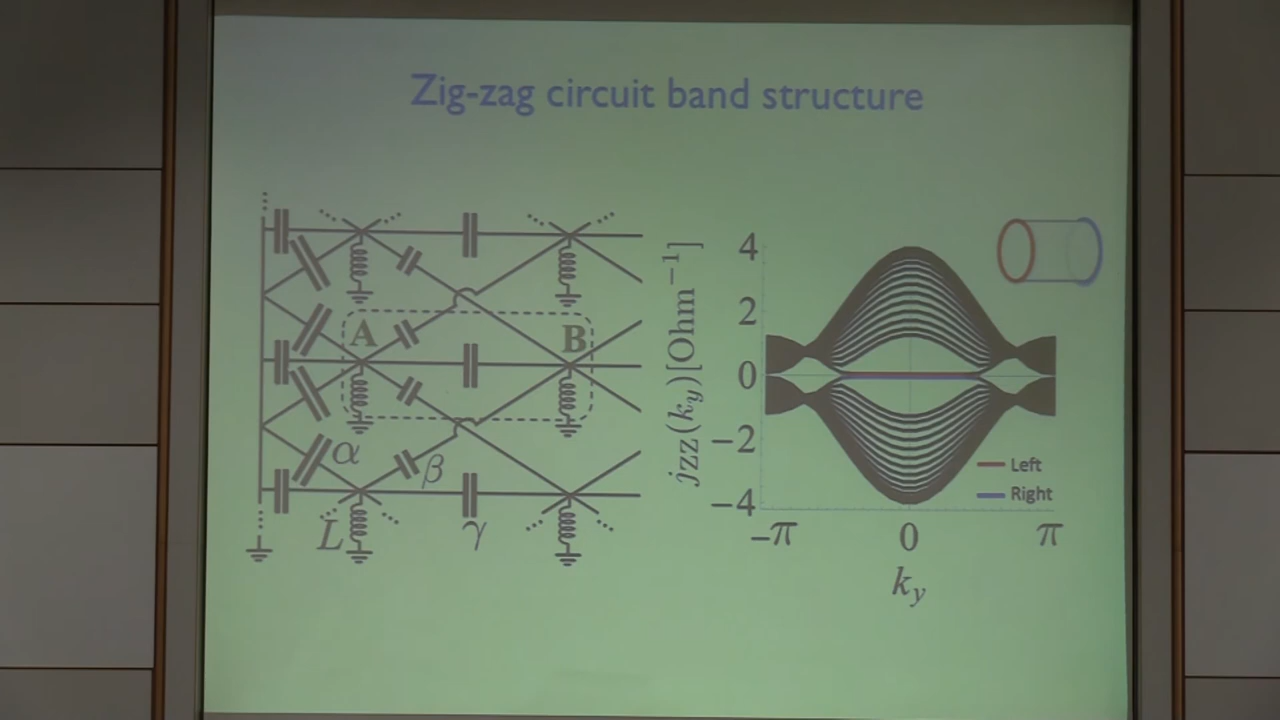 Zig-zag circuit band structure
A
B
α
β
L
γ
jzz(k_y)[Ohm⁻¹]
4
2
0
−2
−4
−π
0
π
k_y
Left
Right